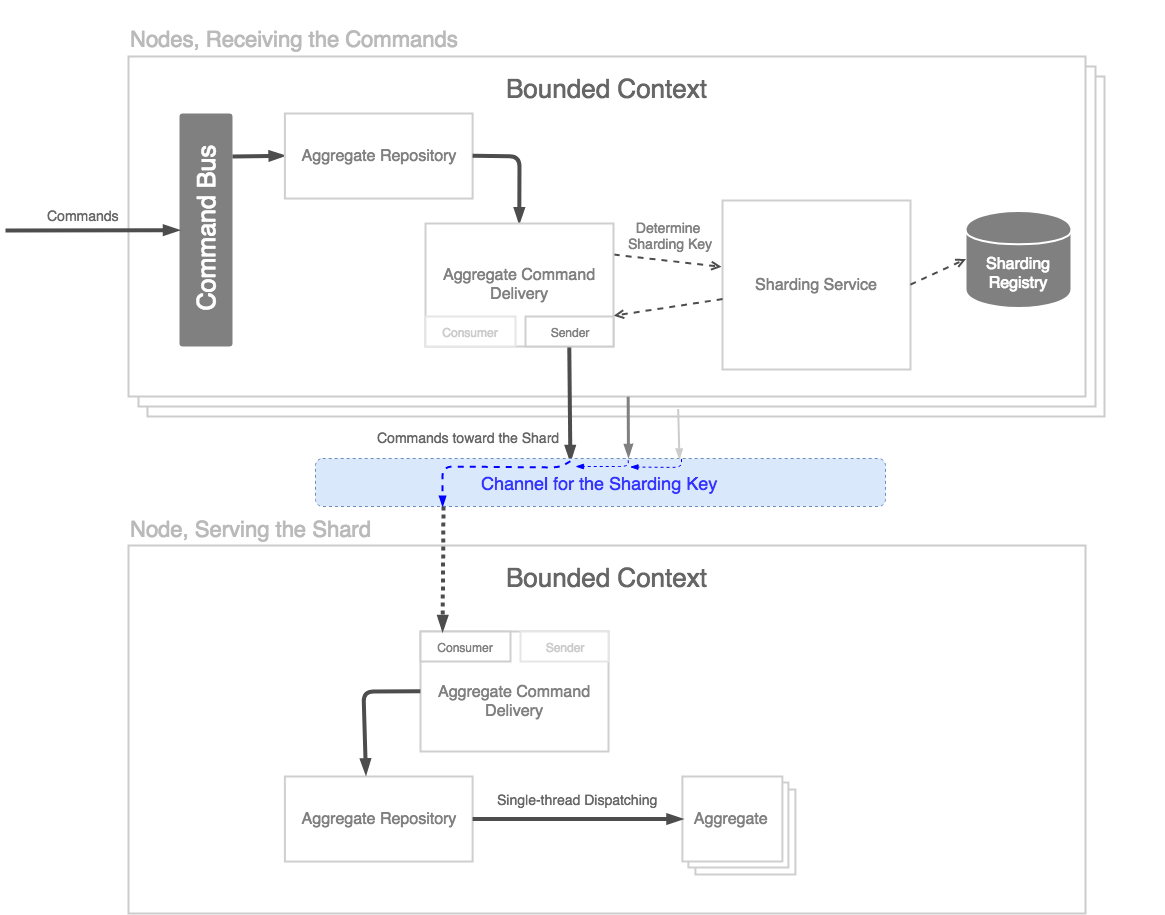 Nodes, Receiving the Commands
Bounded Context
Command Bus
Aggregate Repository
Commands
Determine
Sharding Key
Aggregate Command
Delivery
Sharding Service
Sharding
Registry
Consumer
Sender
Commands toward the Shard
Channel for the Sharding Key
Node, Serving the Shard
Bounded Context
Consumer
Sender
Aggregate Command
Delivery
Aggregate Repository
Single-thread Dispatching
Aggregate